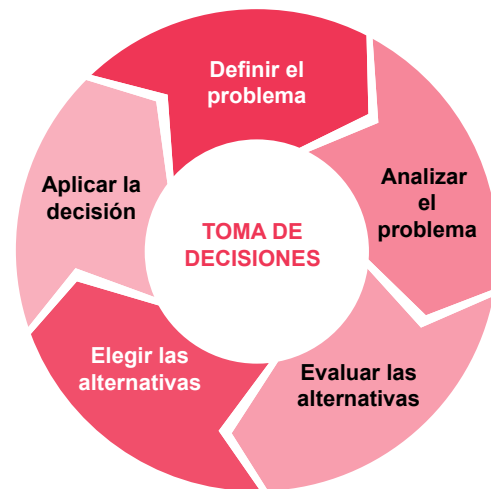 Definir el
problema
Analizar
el
problema
Evaluar las
alternativas
Elegir las
alternativas
Aplicar la
decisión
TOMA DE
DECISIONES